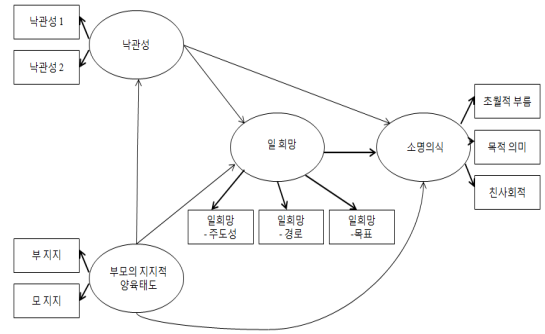 낙관성 1
낙관성
낙관성 2
초월적 부름
일 희망
소명의식
목적 의미
친사회적
일희망
- 주도성
일희망
- 경로
일희망
-목표
부 지지
부모의 지지적
양육태도
모 지지